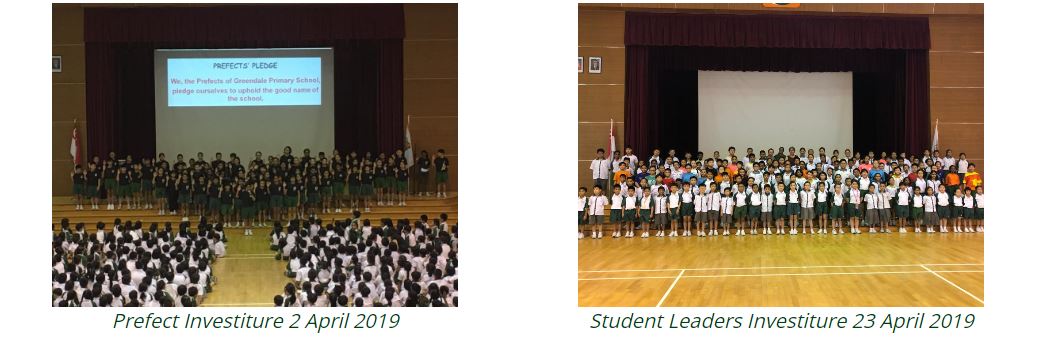 PREFECTS' PLEDGE
We, the Prefects of Greendale Primary School,
pledge ourselves to uphold the good name of
the school.
Prefect Investiture 2 April 2019
Student Leaders Investiture 23 April 2019